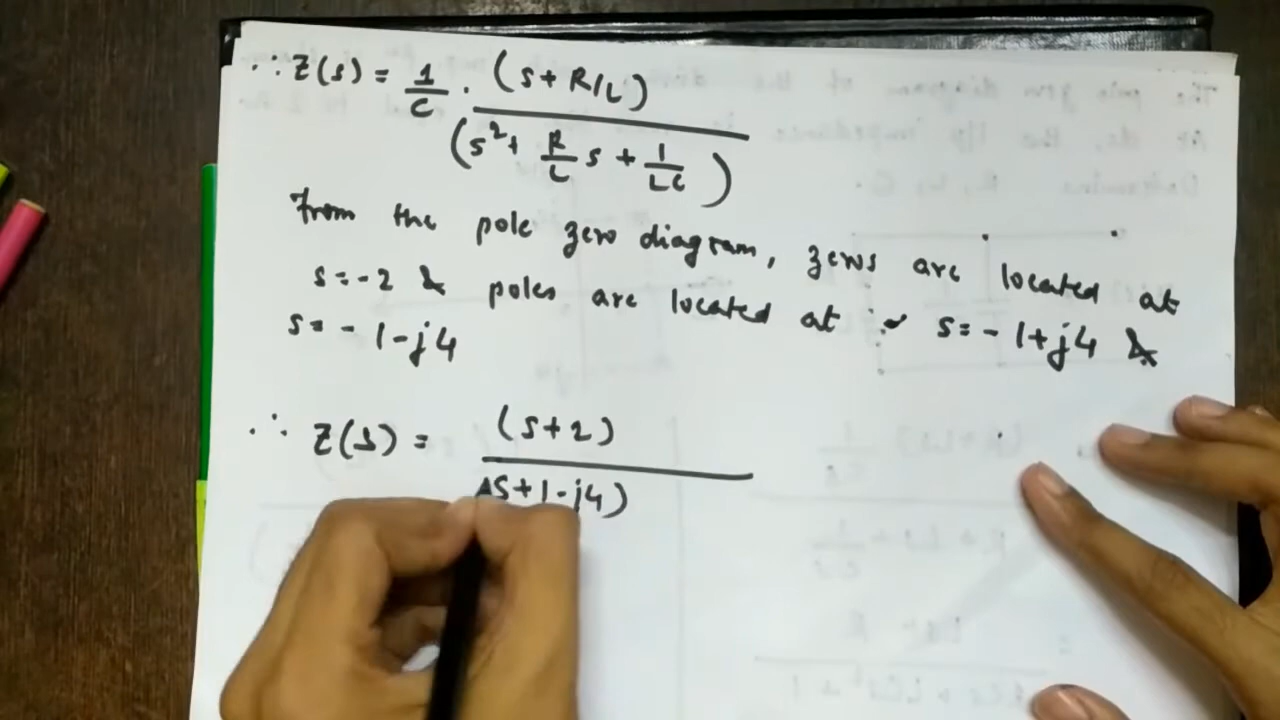 ∴ Z(s) = 1/C · (s + R/L) / (s² + R/L s + 1/LC)
From the pole zero diagram, zeros are located at
s = -2 & poles are located at :- s = -1+j4 &
s = -1-j4
∴ Z(s) = (s+2) / (s+1-j4)